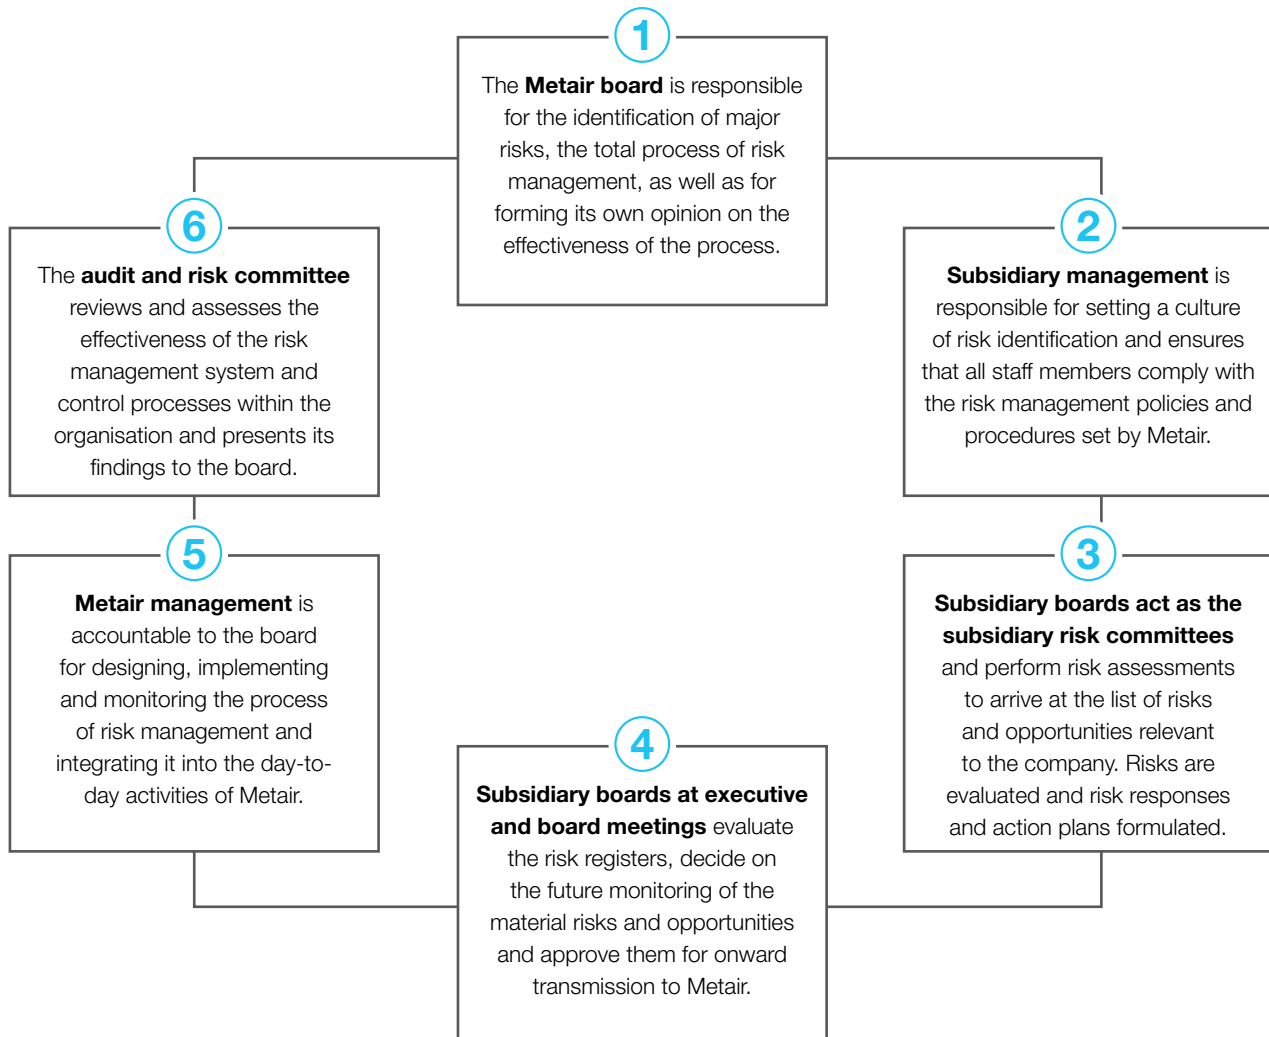 1
The Metair board is responsible
for the identification of major
risks, the total process of risk
management, as well as for
forming its own opinion on the
effectiveness of the process.
2
Subsidiary management is
responsible for setting a culture
of risk identification and ensures
that all staff members comply with
the risk management policies and
procedures set by Metair.
3
Subsidiary boards act as the
subsidiary risk committees
and perform risk assessments
to arrive at the list of risks
and opportunities relevant
to the company. Risks are
evaluated and risk responses
and action plans formulated.
4
Subsidiary boards at executive
and board meetings evaluate
the risk registers, decide on
the future monitoring of the
material risks and opportunities
and approve them for onward
transmission to Metair.
5
Metair management is
accountable to the board
for designing, implementing
and monitoring the process
of risk management and
integrating it into the day-to-
day activities of Metair.
6
The audit and risk committee
reviews and assesses the
effectiveness of the risk
management system and
control processes within the
organisation and presents its
findings to the board.